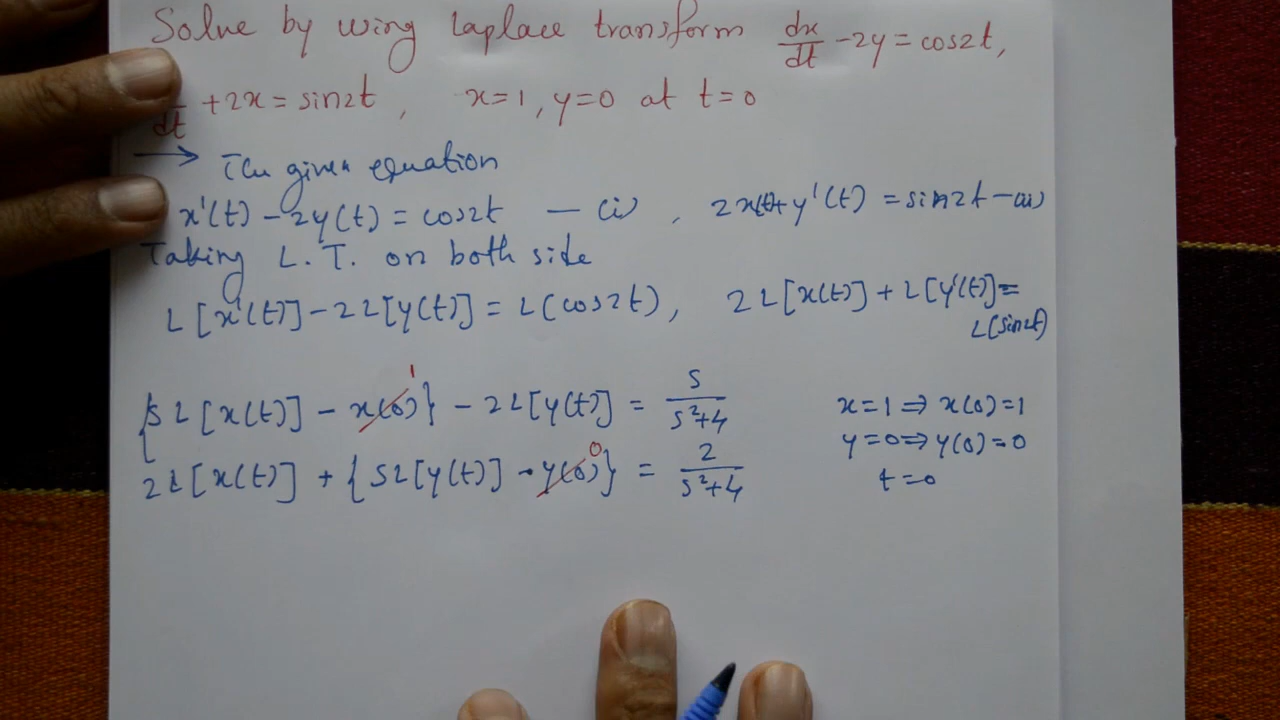 Solve by using laplace transform dx/dt - 2y = cos2t,
dt + 2x = sin2t, x=1, y=0 at t=0
→ The given equation
x'(t) - 2y(t) = cos2t — (i), 2x(t) + y'(t) = sin2t — (ii)
Taking L.T. on both side
L[x'(t)] - 2L[y(t)] = L(cos2t), 2L[x(t)] + L[y'(t)] =
L(sin2t)
{sL[x(t)] - x(0)} - 2L[y(t)] = s/(s²+4)
1
x=1 ⇒ x(0)=1
2L[x(t)] + {sL[y(t)] - y(0)} = 2/(s²+4)
0
y=0 ⇒ y(0)=0
t=0